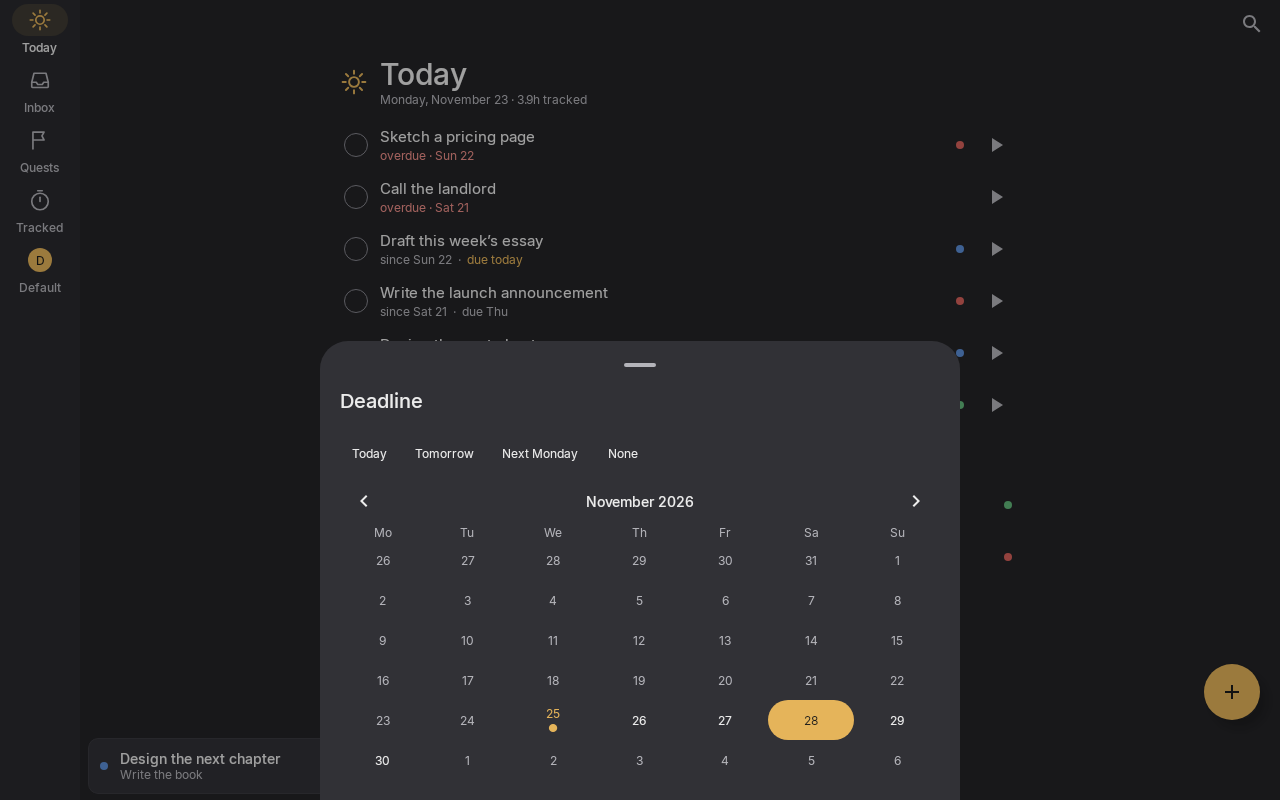 Today
Inbox
Quests
Tracked
D
Default
Today
Monday, November 23 · 3.9h tracked
Sketch a pricing page
overdue · Sun 22
Call the landlord
overdue · Sat 21
Draft this week’s essay
since Sun 22 · due today
Write the launch announcement
since Sat 21 · due Thu
Deadline
Today Tomorrow Next Monday None
November 2026
Mo Tu We Th Fr Sa Su
26 27 28 29 30 31 1
2 3 4 5 6 7 8
9 10 11 12 13 14 15
16 17 18 19 20 21 22
23 24 25 26 27 28 29
30 1 2 3 4 5 6
Design the next chapter
Write the book